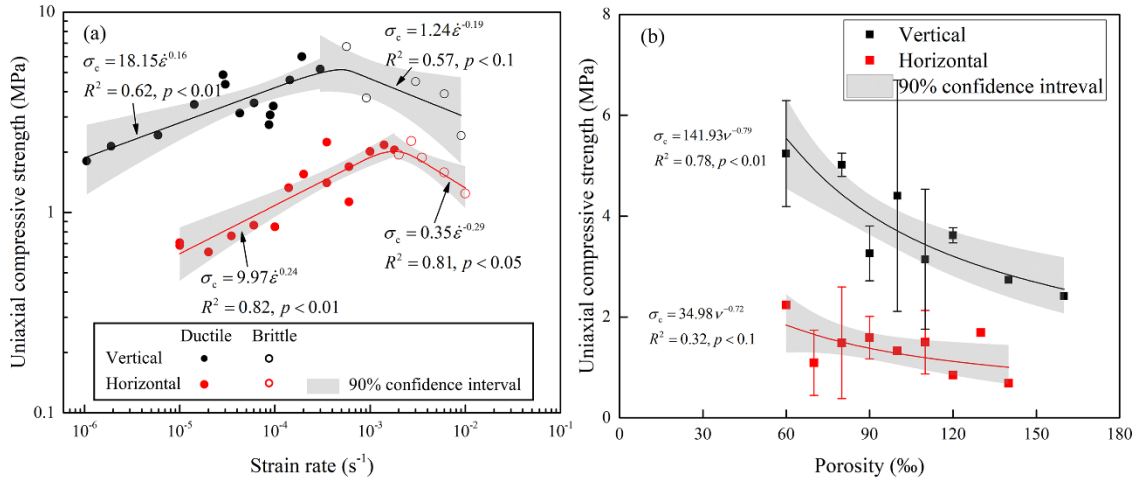 (a)
Uniaxial compressive strength (MPa)
10
1
0.1
σc = 18.15ε̇^0.16
R² = 0.62, p < 0.01
σc = 1.24ε̇^-0.19
R² = 0.57, p < 0.1
σc = 9.97ε̇^0.24
R² = 0.82, p < 0.01
σc = 0.35ε̇^-0.29
R² = 0.81, p < 0.05
Ductile Brittle
Vertical
Horizontal
90% confidence interval
10^-6 10^-5 10^-4 10^-3 10^-2 10^-1
Strain rate (s^-1)
(b)
Uniaxial compressive strength (MPa)
8
6
4
2
0
Vertical
Horizontal
90% confidence intreval
σc = 141.93ν^-0.79
R² = 0.78, p < 0.01
σc = 34.98ν^-0.72
R² = 0.32, p < 0.1
0 30 60 90 120 150 180
Porosity (‰)